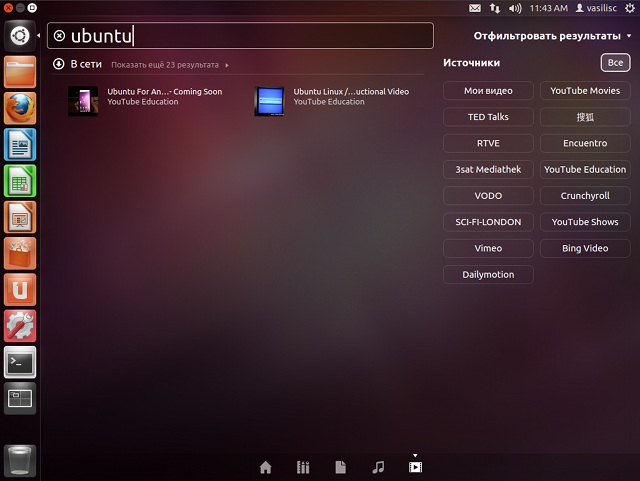 11:43 AM vasilisc
ubuntu
Отфильтровать результаты
В сети Показать ещё 23 результата
Ubuntu For An...- Coming Soon
YouTube Education
Ubuntu Linux /...uctional Video
YouTube Education
Источники
Все
Мои видео
YouTube Movies
TED Talks
搜狐
RTVE
Encuentro
3sat Mediathek
YouTube Education
VODO
Crunchyroll
SCI-FI-LONDON
YouTube Shows
Vimeo
Bing Video
Dailymotion